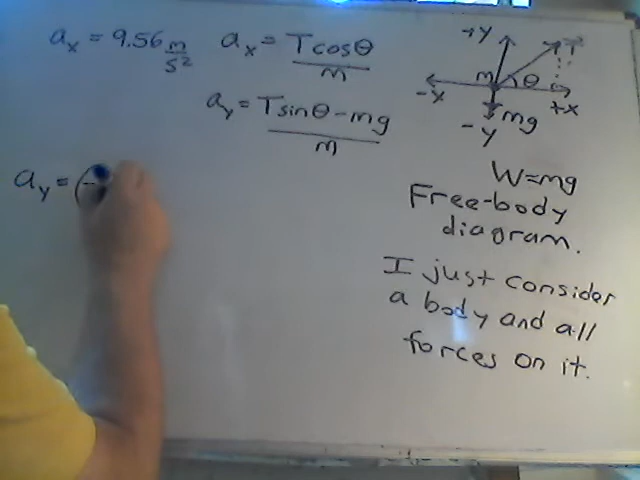 ax = 9.56 m/s²
ax = Tcosθ/m
ay = Tsinθ-mg/m
ay = (
+Y
T
M
θ
-X
+X
mg
-Y
W=mg
Free-body
diagram.
I just consider
a body and all
forces on it.